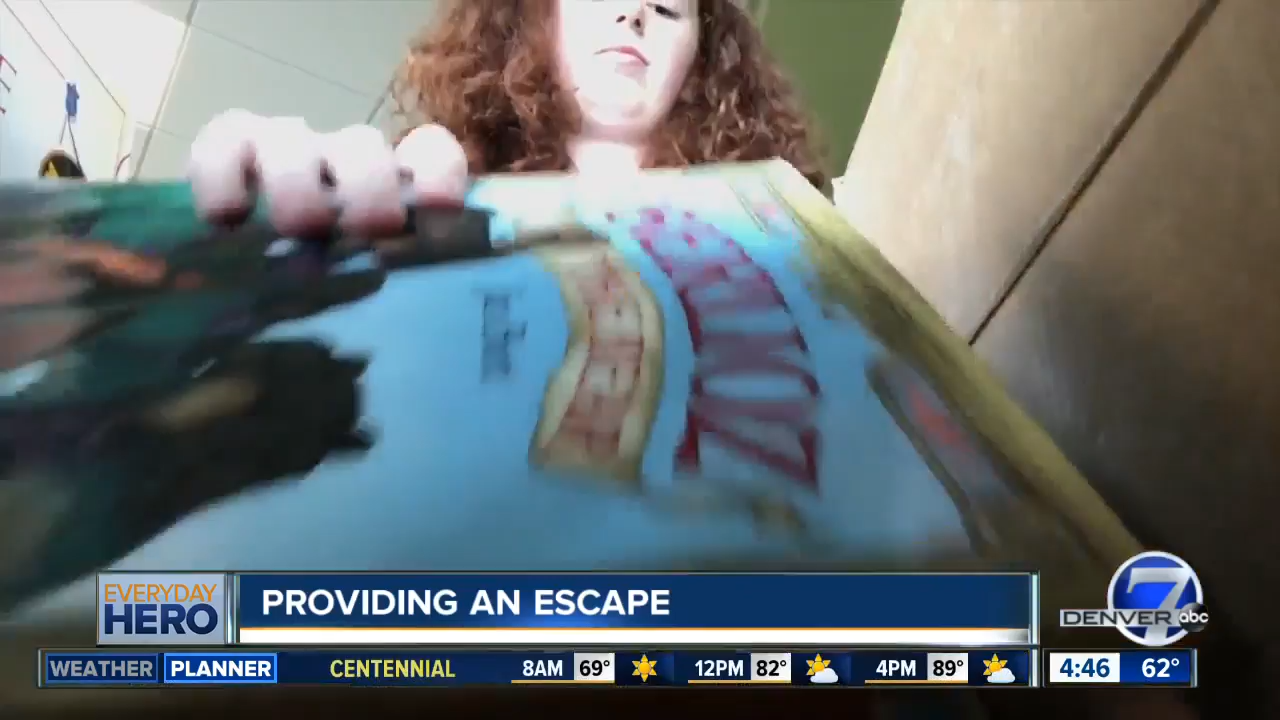 EVERYDAY
HERO
PROVIDING AN ESCAPE
7
DENVER abc
WEATHER PLANNER CENTENNIAL 8AM 69° 12PM 82° 4PM 89° 4:46 62°